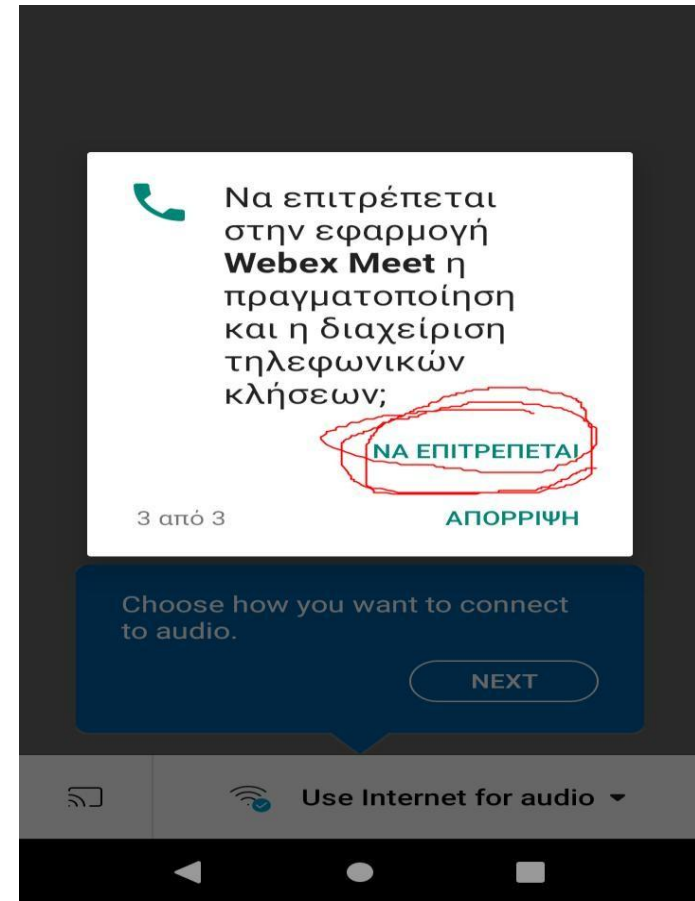 Να επιτρέπεται
στην εφαρμογή
Webex Meet η
πραγματοποίηση
και η διαχείριση
τηλεφωνικών
κλήσεων;
ΝΑ ΕΠΙΤΡΕΠΕΤΑΙ
3 από 3
ΑΠΟΡΡΙΨΗ
Choose how you want to connect
to audio.
NEXT
Use Internet for audio